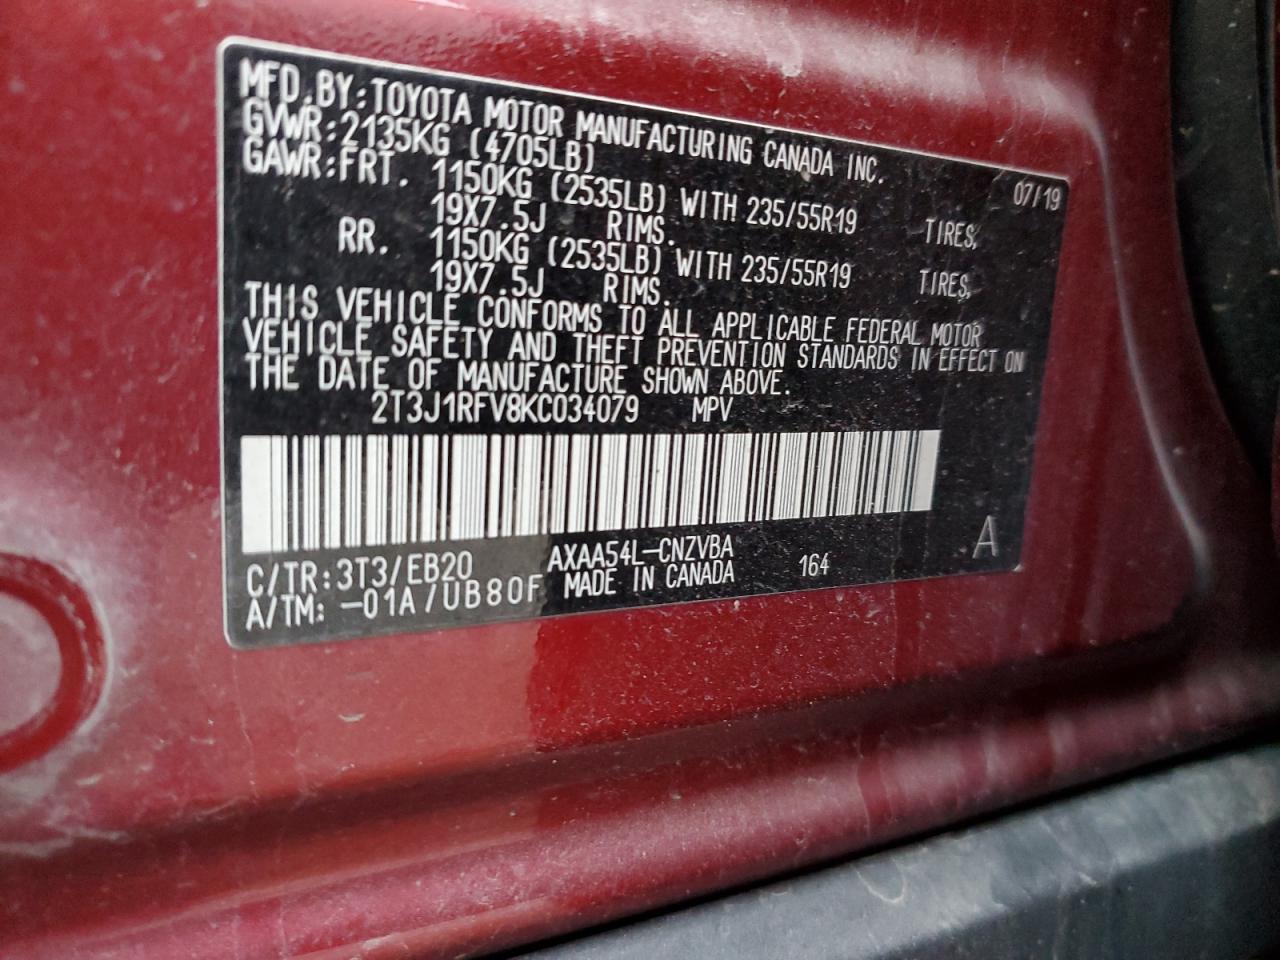 MFD.BY:TOYOTA MOTOR MANUFACTURING CANADA INC.
07/19
GVWR:2135KG (4705LB)
GAWR:FRT. 1150KG (2535LB) WITH 235/55R19 TIRES,
19X7.5J RIMS.
RR. 1150KG (2535LB) WITH 235/55R19 TIRES,
19X7.5J RIMS.
THIS VEHICLE CONFORMS TO ALL APPLICABLE FEDERAL MOTOR
VEHICLE SAFETY AND THEFT PREVENTION STANDARDS IN EFFECT ON
THE DATE OF MANUFACTURE SHOWN ABOVE.
2T3J1RFV8KC034079 MPV
C/TR:3T3/EB20 AXAA54L-CNZVBA 164 A
A/TM: -01A/UB80F MADE IN CANADA